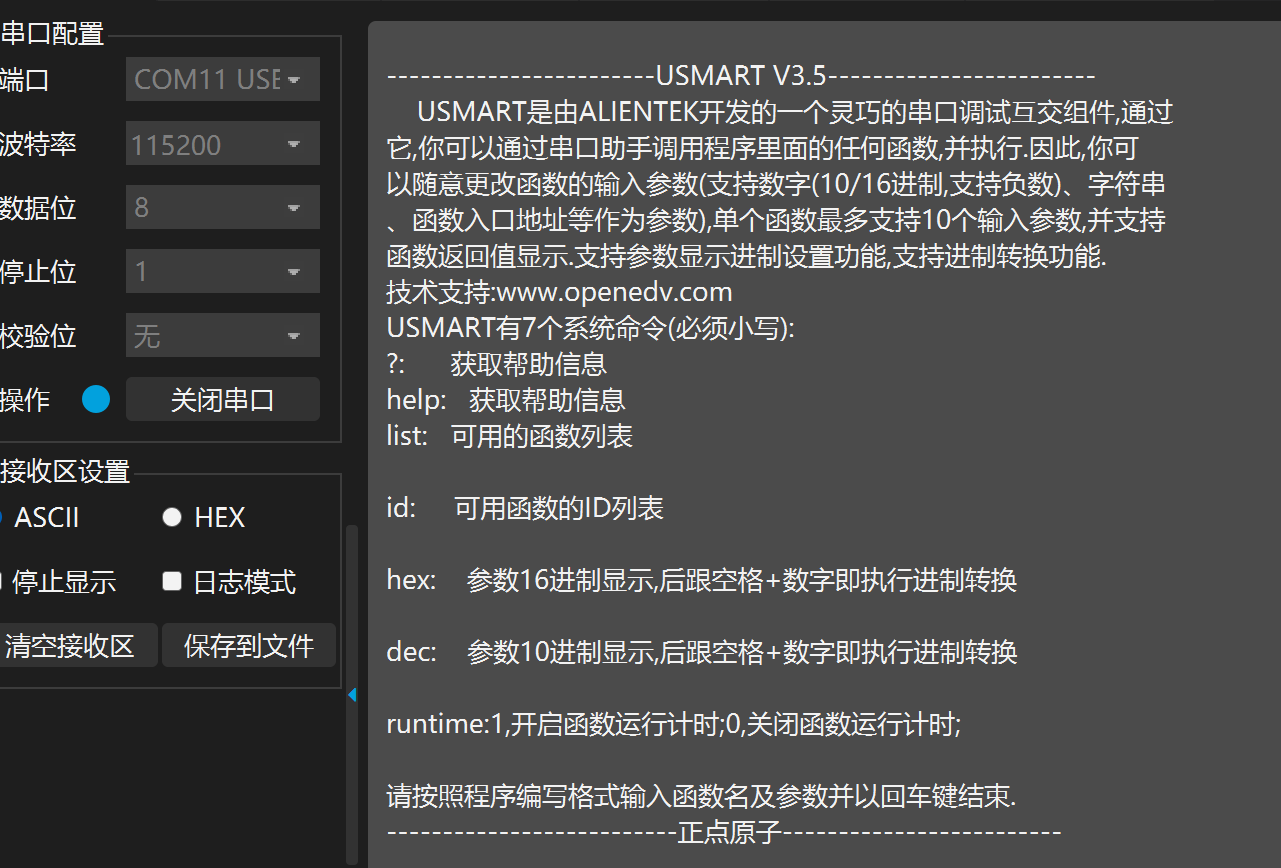 串口配置
端口 COM11 USB
波特率 115200
数据位 8
停止位 1
校验位 无
操作 关闭串口
接收区设置
ASCII HEX
停止显示 日志模式
清空接收区 保存到文件
------------------------USMART V3.5------------------------
USMART是由ALIENTEK开发的一个灵巧的串口调试互交组件,通过
它,你可以通过串口助手调用程序里面的任何函数,并执行.因此,你可
以随意更改函数的输入参数(支持数字(10/16进制,支持负数)、字符串
、函数入口地址等作为参数),单个函数最多支持10个输入参数,并支持
函数返回值显示.支持参数显示进制设置功能,支持进制转换功能.
技术支持:www.openedv.com
USMART有7个系统命令(必须小写):
?: 获取帮助信息
help: 获取帮助信息
list: 可用的函数列表
id: 可用函数的ID列表
hex: 参数16进制显示,后跟空格+数字即执行进制转换
dec: 参数10进制显示,后跟空格+数字即执行进制转换
runtime:1,开启函数运行计时;0,关闭函数运行计时;
请按照程序编写格式输入函数名及参数并以回车键结束.
--------------------------正点原子-------------------------